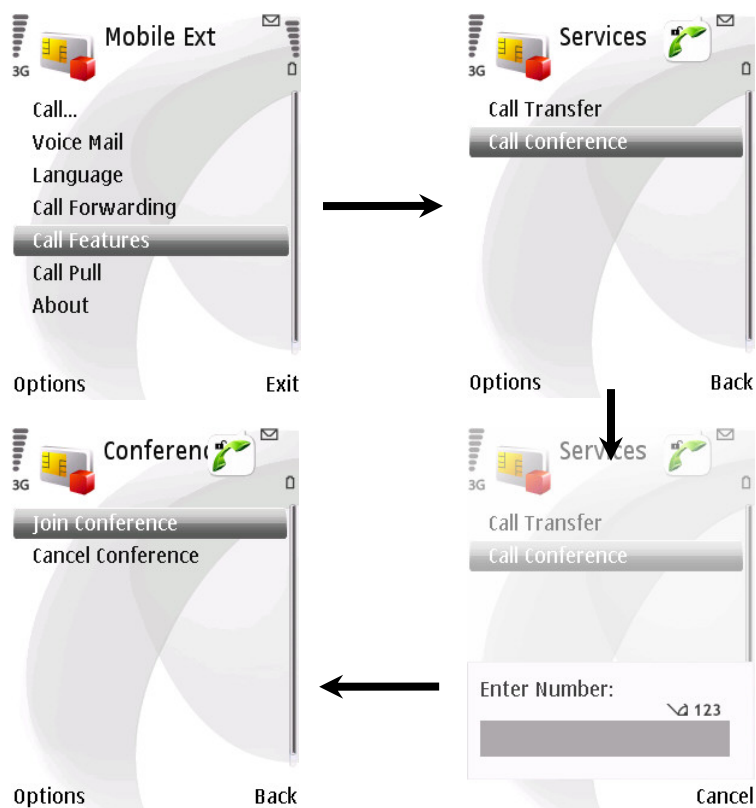 Mobile Ext
3G
Call...
Voice Mail
Language
Call Forwarding
Call Features
Call Pull
About
Options Exit
Services
3G
Call Transfer
Call Conference
Options Back
Services
3G
Call Transfer
Call Conference
Enter Number:
123
Cancel
Conferenc
3G
Join Conference
Cancel Conference
Options Back